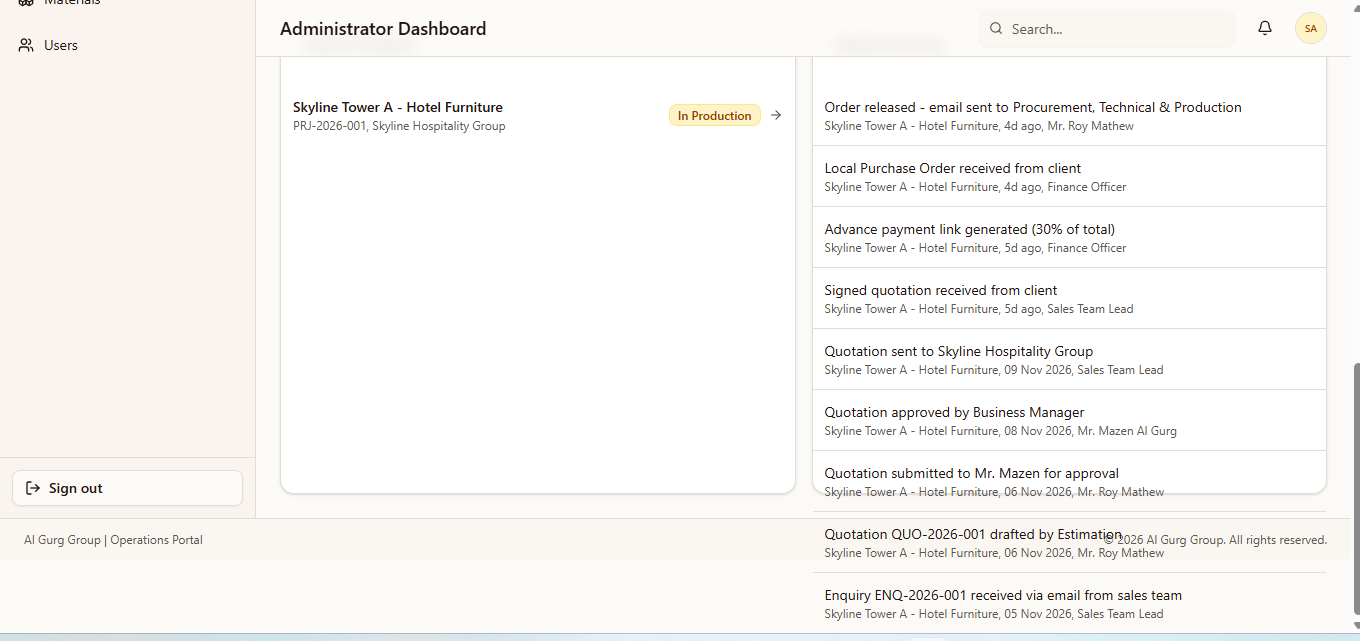 Materials
Users
Sign out
Administrator Dashboard
Search...
SA
Skyline Tower A - Hotel Furniture
PRJ-2026-001, Skyline Hospitality Group
In Production
Order released - email sent to Procurement, Technical & Production
Skyline Tower A - Hotel Furniture, 4d ago, Mr. Roy Mathew
Local Purchase Order received from client
Skyline Tower A - Hotel Furniture, 4d ago, Finance Officer
Advance payment link generated (30% of total)
Skyline Tower A - Hotel Furniture, 5d ago, Finance Officer
Signed quotation received from client
Skyline Tower A - Hotel Furniture, 5d ago, Sales Team Lead
Quotation sent to Skyline Hospitality Group
Skyline Tower A - Hotel Furniture, 09 Nov 2026, Sales Team Lead
Quotation approved by Business Manager
Skyline Tower A - Hotel Furniture, 08 Nov 2026, Mr. Mazen Al Gurg
Quotation submitted to Mr. Mazen for approval
Skyline Tower A - Hotel Furniture, 06 Nov 2026, Mr. Roy Mathew
Quotation QUO-2026-001 drafted by Estimation
Skyline Tower A - Hotel Furniture, 06 Nov 2026, Mr. Roy Mathew
Enquiry ENQ-2026-001 received via email from sales team
Skyline Tower A - Hotel Furniture, 05 Nov 2026, Sales Team Lead
Al Gurg Group | Operations Portal
© 2026 Al Gurg Group. All rights reserved.